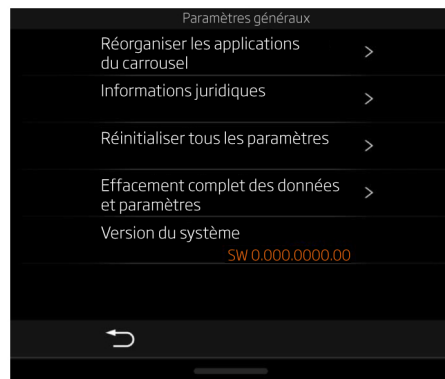 Paramètres généraux
Réorganiser les applications
du carrousel
Informations juridiques
Réinitialiser tous les paramètres
Effacement complet des données
et paramètres
Version du système
SW 0.000.0000.00